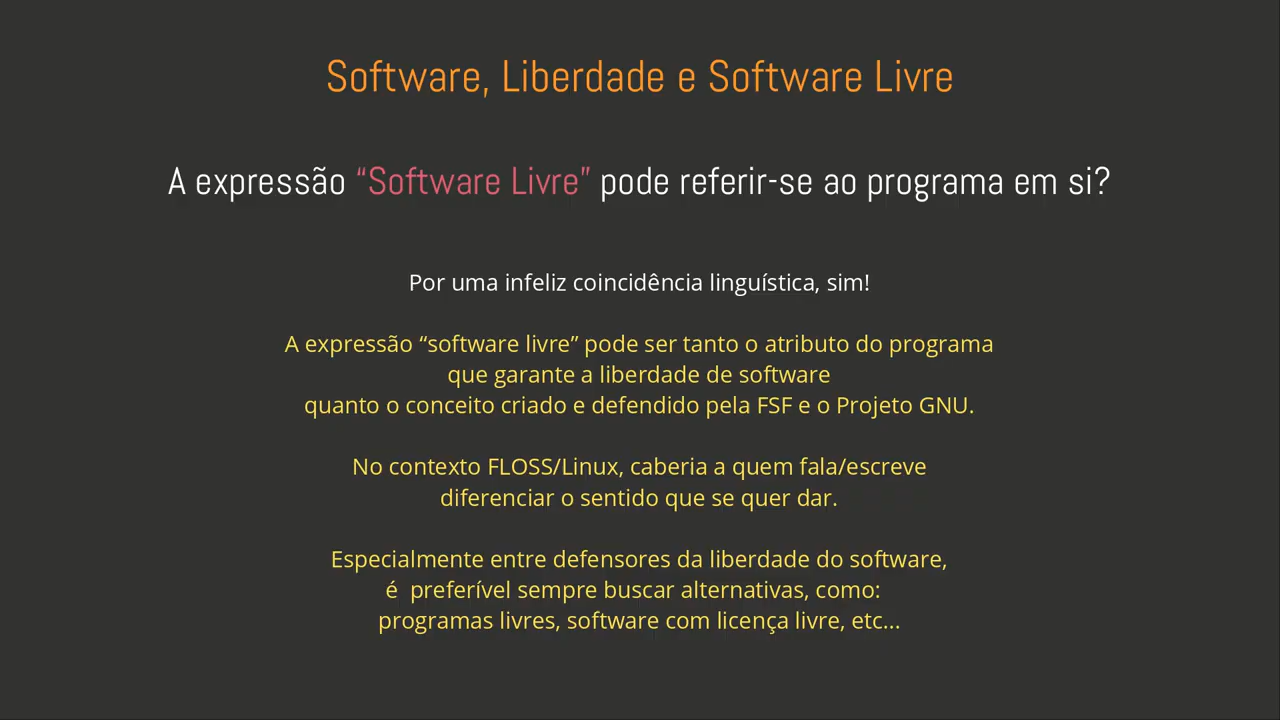 Software, Liberdade e Software Livre
A expressão “Software Livre” pode referir-se ao programa em si?
Por uma infeliz coincidência linguística, sim!
A expressão “software livre” pode ser tanto o atributo do programa
que garante a liberdade de software
quanto o conceito criado e defendido pela FSF e o Projeto GNU.
No contexto FLOSS/Linux, caberia a quem fala/escreve
diferenciar o sentido que se quer dar.
Especialmente entre defensores da liberdade do software,
é  preferível sempre buscar alternativas, como:
programas livres, software com licença livre, etc...